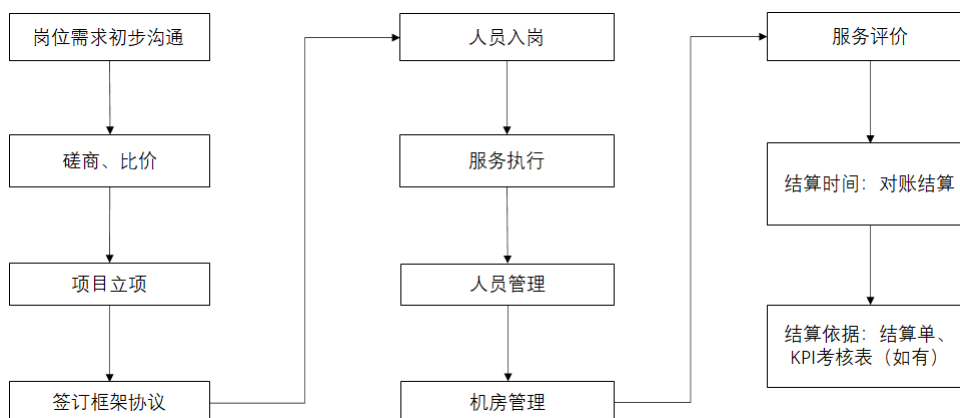 岗位需求初步沟通
磋商、比价
项目立项
签订框架协议
人员入岗
服务执行
人员管理
机房管理
服务评价
结算时间：对账结算
结算依据：结算单、
KPI考核表（如有）